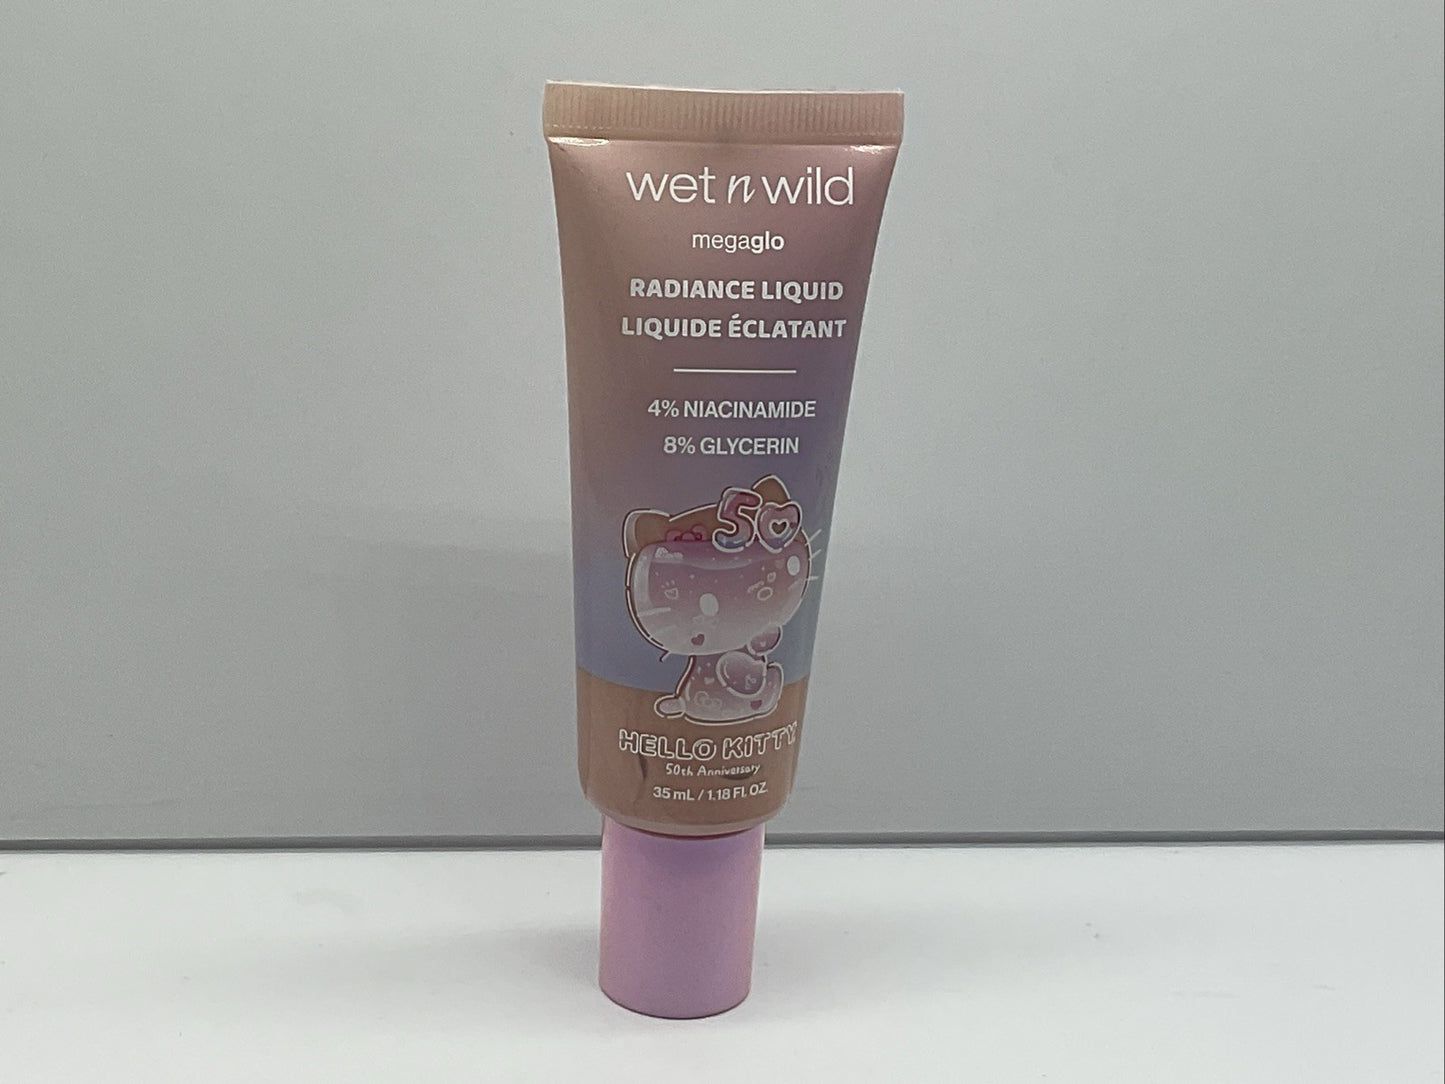 wet n wild
megaglo
RADIANCE LIQUID
LIQUIDE ÉCLATANT
4% NIACINAMIDE
8% GLYCERIN
50
HELLO KITTY
50th Anniversary
35 mL / 1.18 FL OZ.